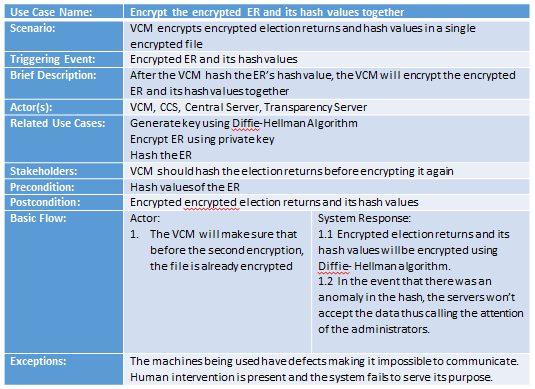 Use Case Name: Encrypt the encrypted ER and its hash values together
Scenario: VCM encrypts encrypted election returns and hash values in a single
encrypted file
Triggering Event: Encrypted ER and its hash values
Brief Description: After the VCM hash the ER's hash value, the VCM will encrypt the encrypted
ER and its hash values together
Actor(s): VCM, CCS, Central Server, Transparency Server
Related Use Cases: Generate key using Diffie-Hellman Algorithm
Encrypt ER using private key
Hash the ER
Stakeholders: VCM should hash the election returns before encrypting it again
Precondition: Hash values of the ER
Postcondition: Encrypted encrypted election returns and its hash values
Basic Flow: Actor:
1. The VCM will make sure that
before the second encryption,
the file is already encrypted
System Response:
1.1 Encrypted election returns and its
hash values will be encrypted using
Diffie- Hellman algorithm.
1.2 In the event that there was an
anomaly in the hash, the servers won't
accept the data thus calling the attention
of the administrators.
Exceptions: The machines being used have defects making it impossible to communicate.
Human intervention is present and the system fails to serve its purpose.